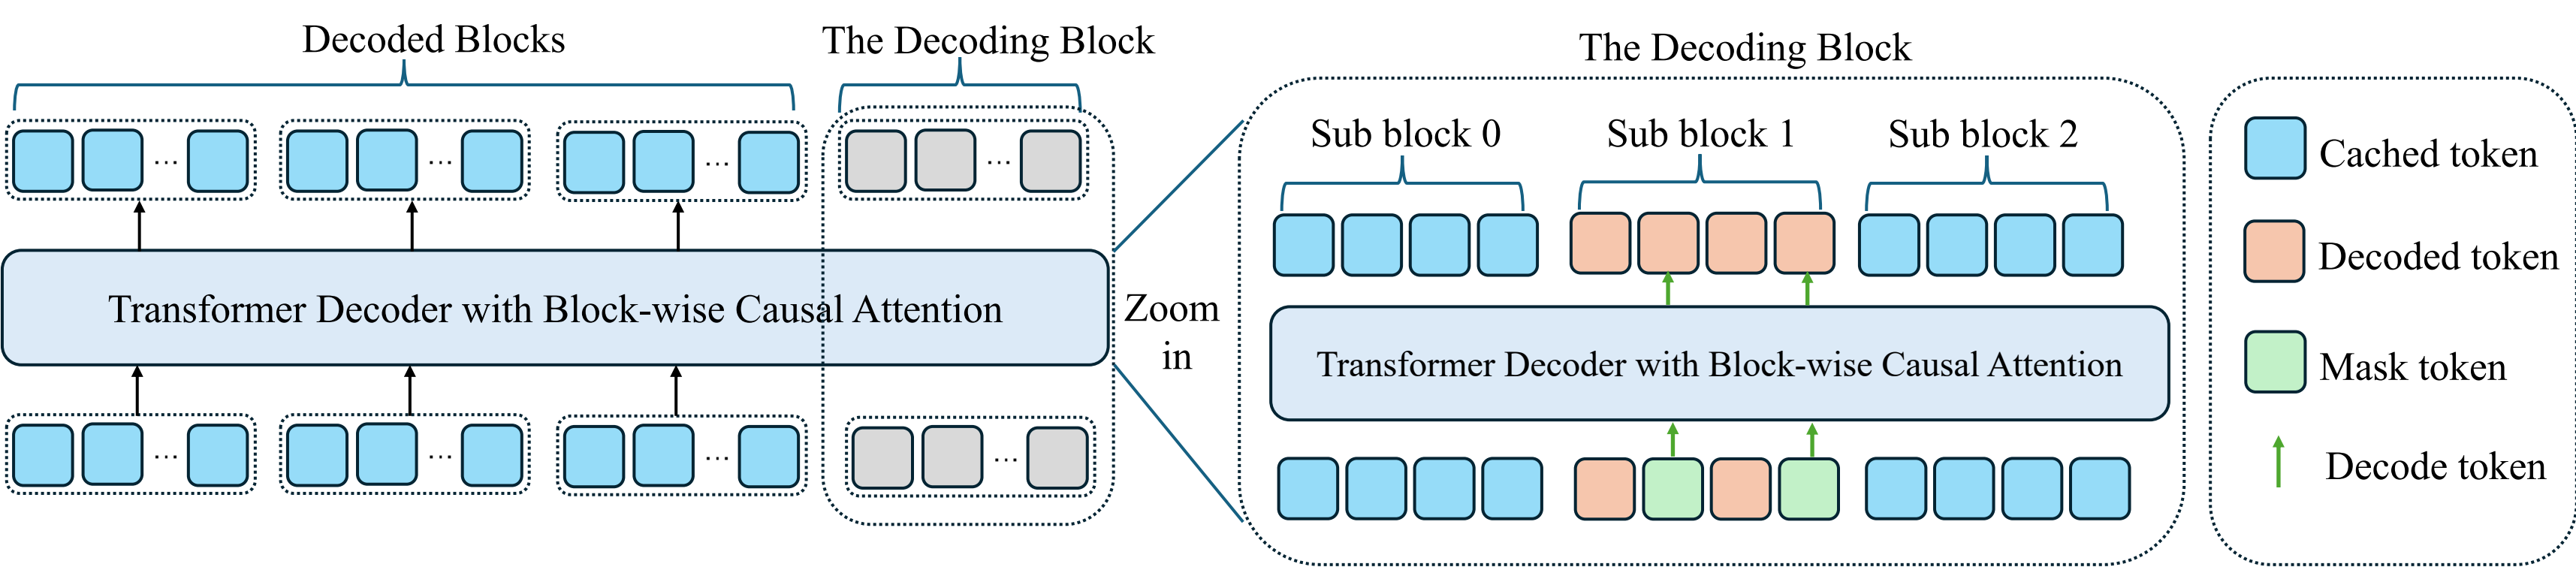 Decoded Blocks
The Decoding Block
...
...
...
...
Transformer Decoder with Block-wise Causal Attention
...
...
...
...
Zoom
in
The Decoding Block
Sub block 0
Sub block 1
Sub block 2
Transformer Decoder with Block-wise Causal Attention
Cached token
Decoded token
Mask token
Decode token